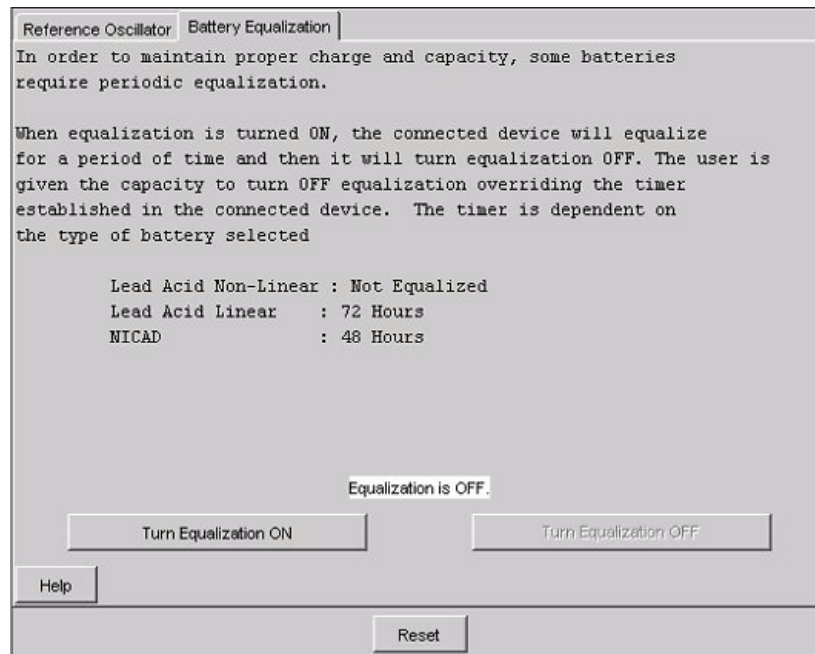 Reference Oscillator Battery Equalization
In order to maintain proper charge and capacity, some batteries
require periodic equalization.
When equalization is turned ON, the connected device will equalize
for a period of time and then it will turn equalization OFF. The user is
given the capacity to turn OFF equalization overriding the timer
established in the connected device. The timer is dependent on
the type of battery selected
Lead Acid Non-Linear : Not Equalized
Lead Acid Linear : 72 Hours
NICAD : 48 Hours
Equalization is OFF.
Turn Equalization ON Turn Equalization OFF
Help
Reset